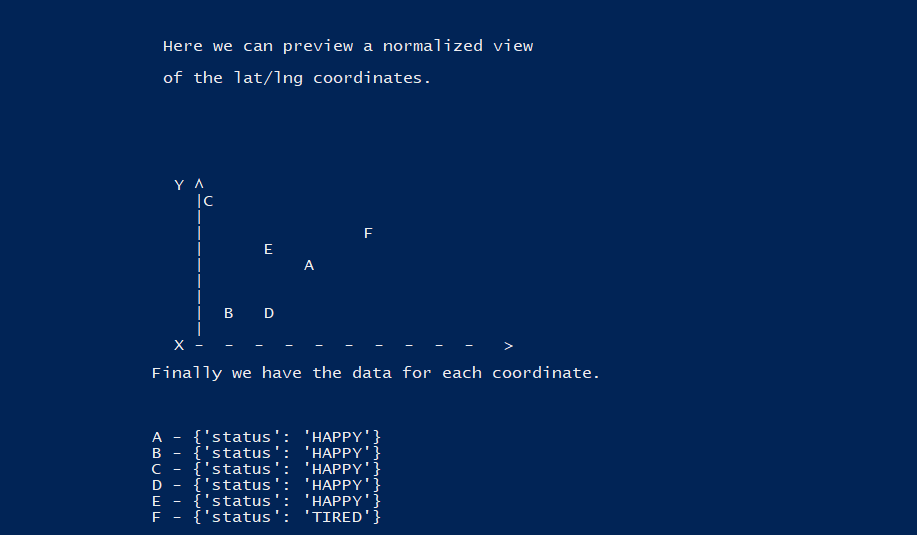 Here we can preview a normalized view
of the lat/lng coordinates.
Y ^
|C
|
|                F
|      E
|          A
|
|
|  B   D
|
X -  -  -  -  -  -  -  -  -  -   >
Finally we have the data for each coordinate.
A - {'status': 'HAPPY'}
B - {'status': 'HAPPY'}
C - {'status': 'HAPPY'}
D - {'status': 'HAPPY'}
E - {'status': 'HAPPY'}
F - {'status': 'TIRED'}